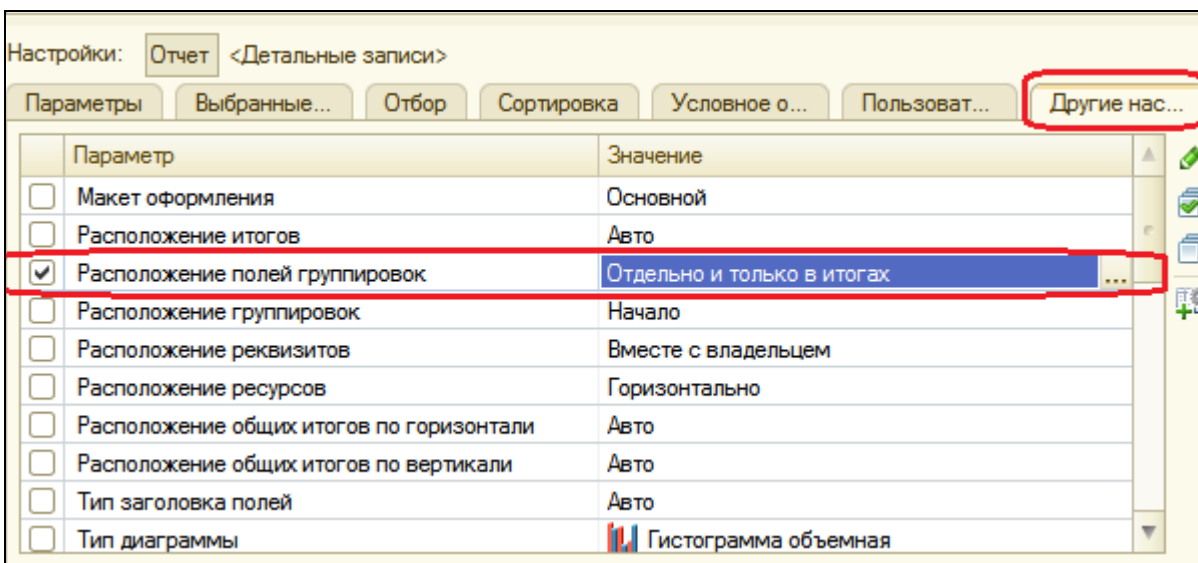 Настройки: Отчет <Детальные записи>
Параметры Выбранные... Отбор Сортировка Условное о... Пользоват... Другие нас...
Параметр Значение
Макет оформления Основной
Расположение итогов Авто
Расположение полей группировок Отдельно и только в итогах ...
Расположение группировок Начало
Расположение реквизитов Вместе с владельцем
Расположение ресурсов Горизонтально
Расположение общих итогов по горизонтали Авто
Расположение общих итогов по вертикали Авто
Тип заголовка полей Авто
Тип диаграммы Гистограмма объемная